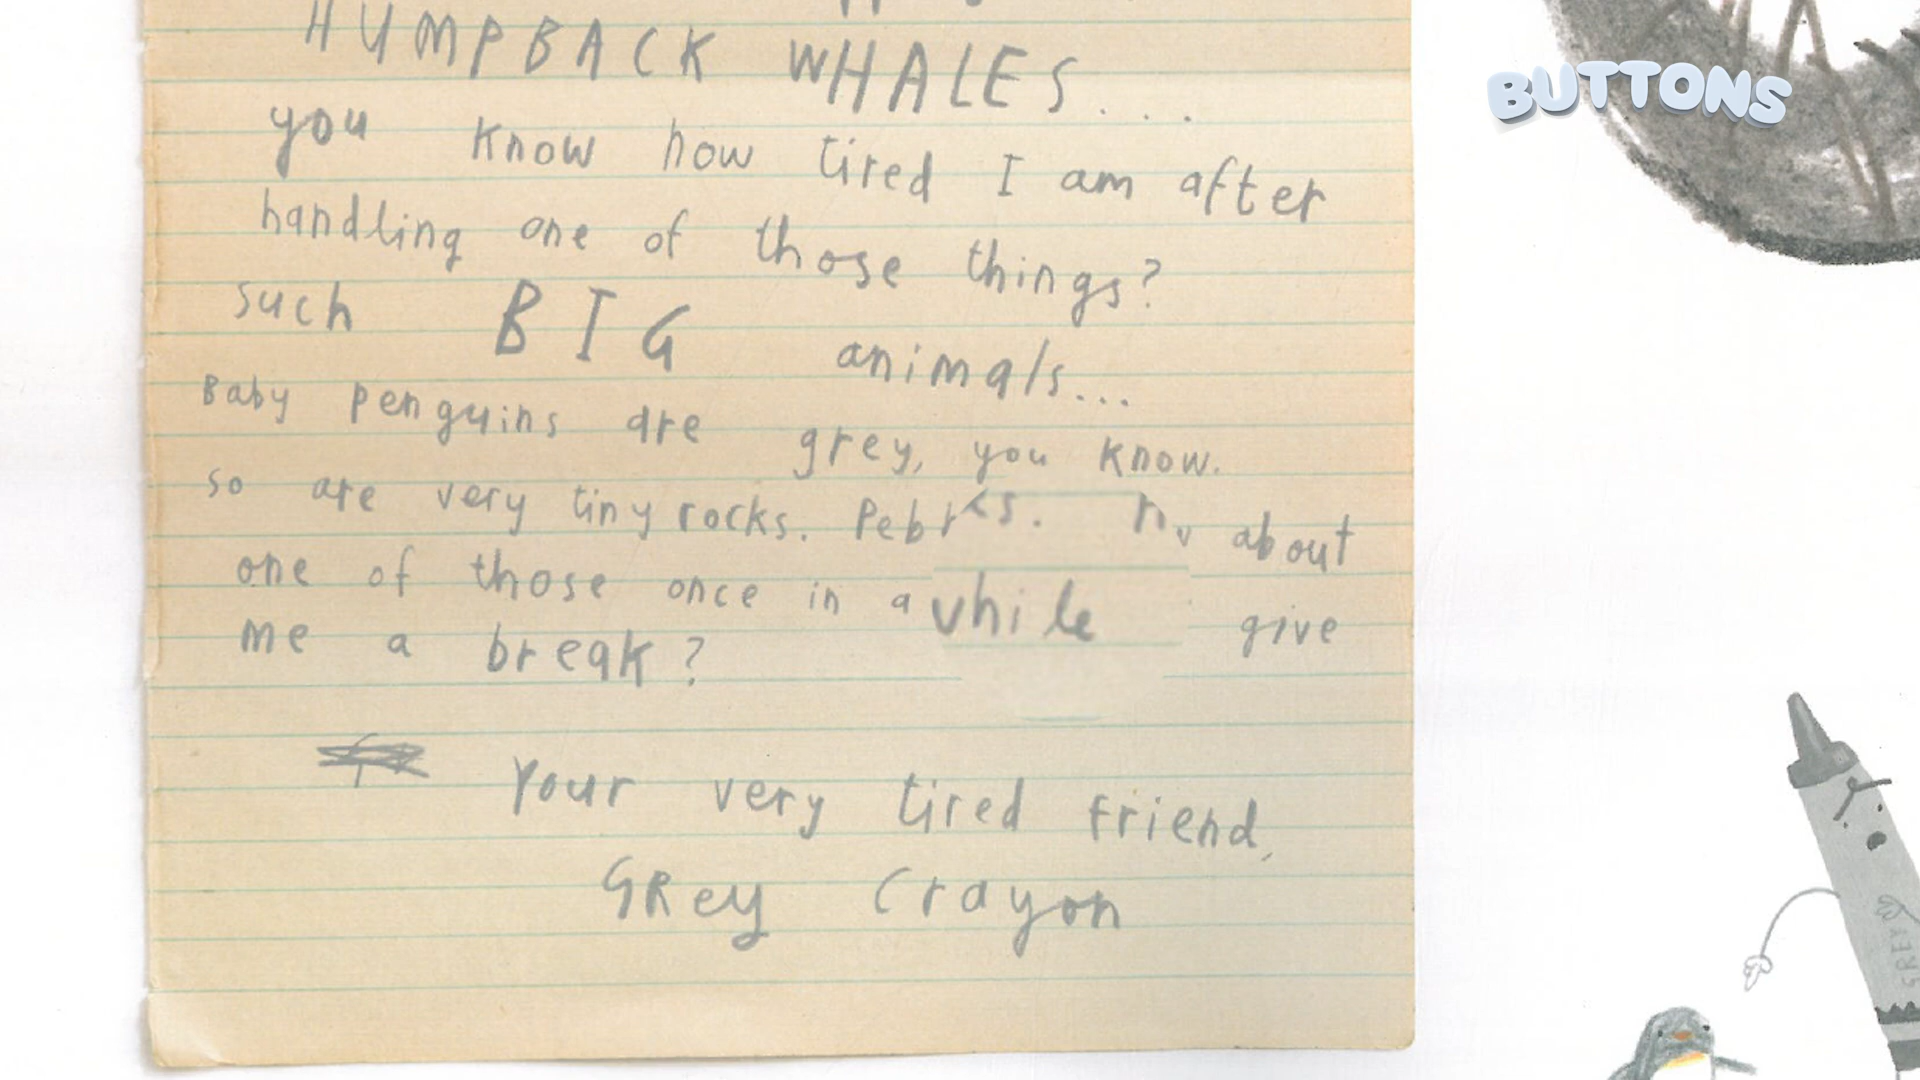 HUMPBACK WHALES....
you know how tired I am after
handling one of those things?
such BIG animals...
Baby penguins are grey, you know.
so are very tiny rocks. about
one of those once in a while give
me a break?
Your very tired friend,
GRey Crayon
BUTTONS
GREY